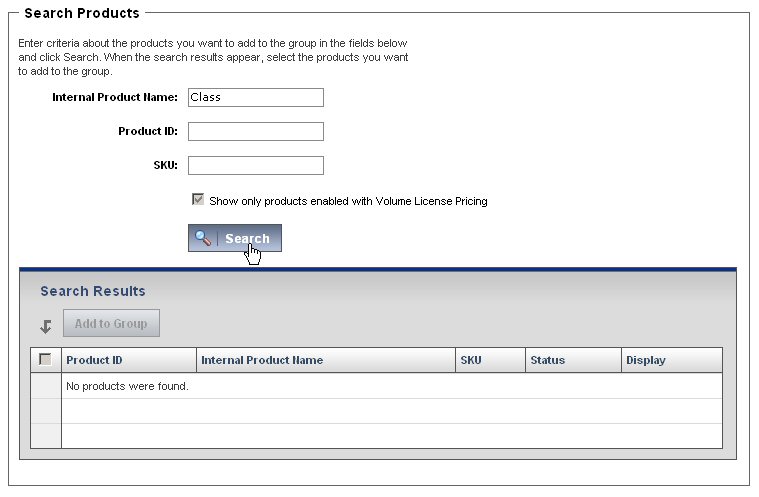 Search Products
Enter criteria about the products you want to add to the group in the fields below
and click Search. When the search results appear, select the products you want
to add to the group.
Internal Product Name: Class
Product ID:
SKU:
Show only products enabled with Volume License Pricing
Search
Search Results
Add to Group
Product ID Internal Product Name SKU Status Display
No products were found.